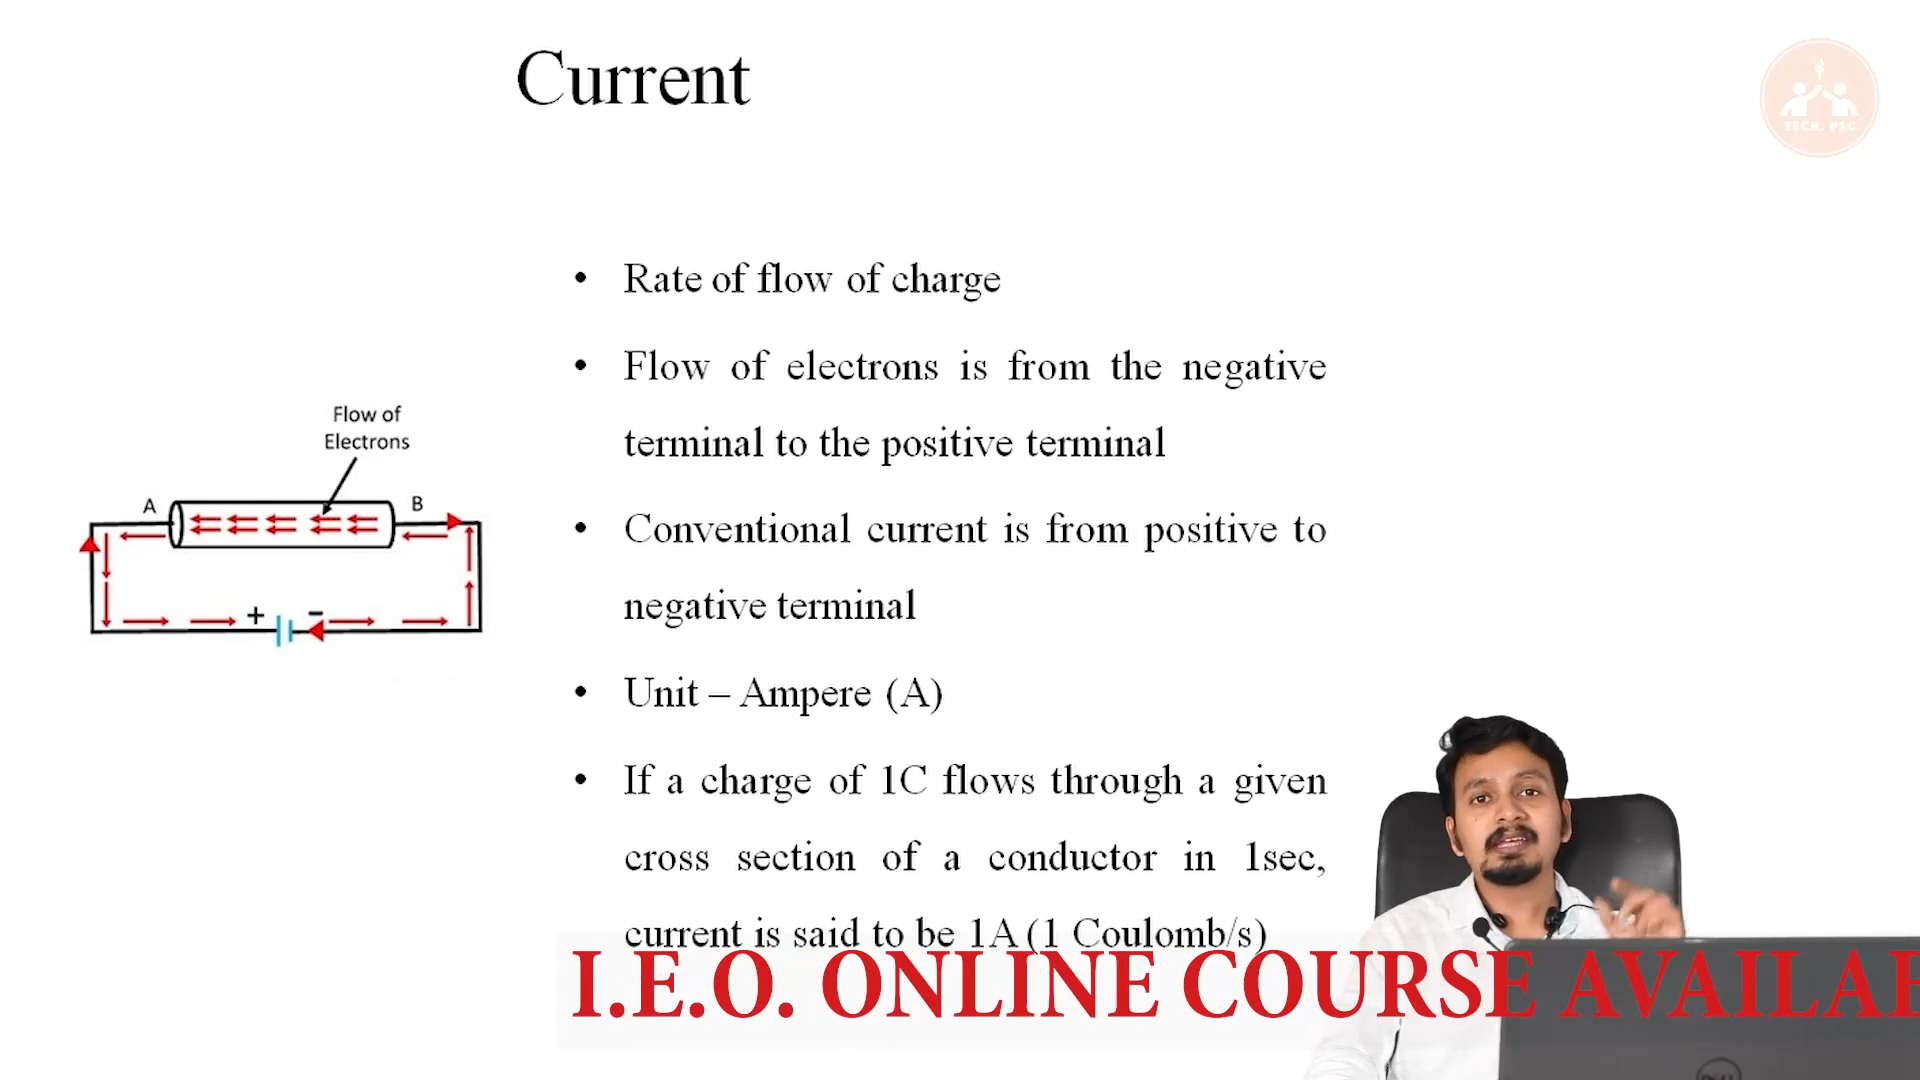 Current
TECH. PSC
• Rate of flow of charge
• Flow of electrons is from the negative
terminal to the positive terminal
• Conventional current is from positive to
negative terminal
• Unit – Ampere (A)
• If a charge of 1C flows through a given
cross section of a conductor in 1sec,
current is said to be 1A (1 Coulomb/s)
Flow of
Electrons
A
B
+
-
I.E.O. ONLINE COURSE AVAILAB